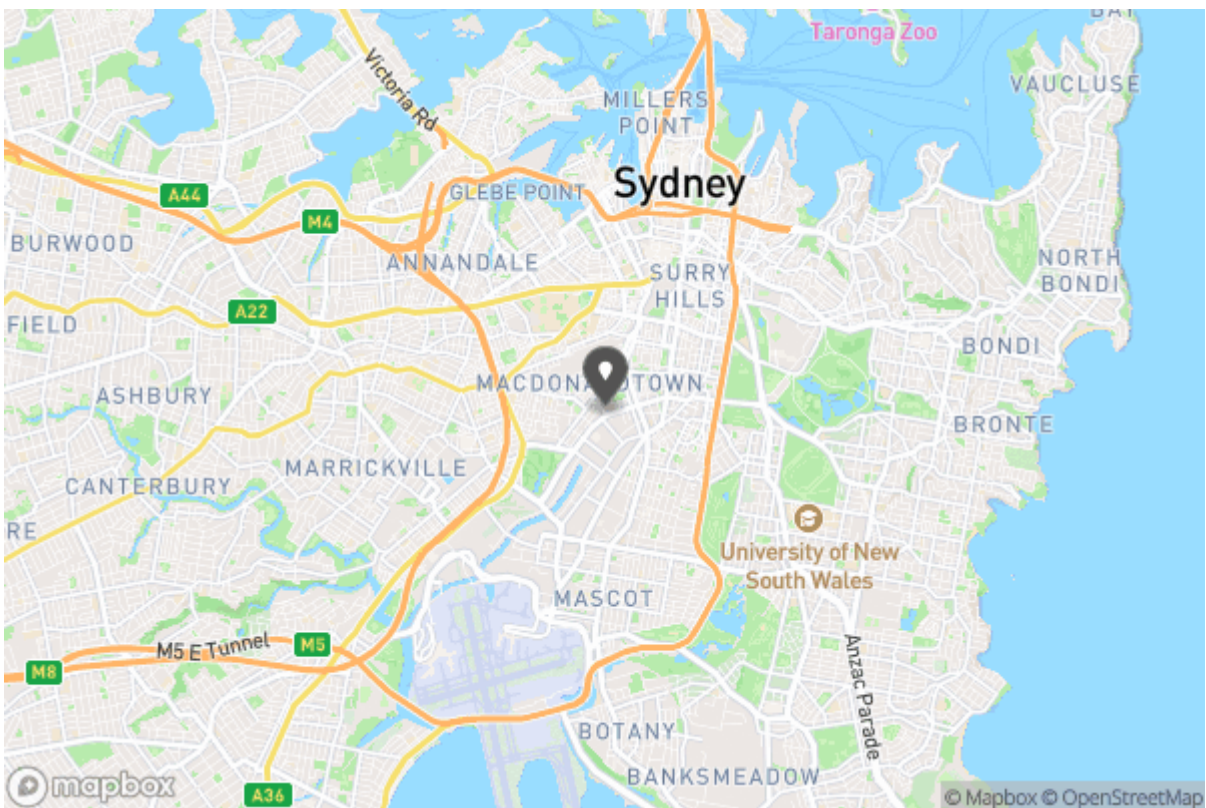 BAY
Taronga Zoo
VAUCLUSE
Victoria Rd
MILLERS
POINT
A44
GLEBE POINT
Sydney
M4
BURWOOD
ANNANDALE
SURRY
HILLS
NORTH
BONDI
A22
FIELD
BONDI
MACDONALDTOWN
ASHBURY
BRONTE
MARRICKVILLE
CANTERBURY
RE
University of New
South Wales
MASCOT
M5 E Tunnel
M5
M8
Anzac Parade
BOTANY
BANKSMEADOW
mapbox
A36
© Mapbox © OpenStreetMap